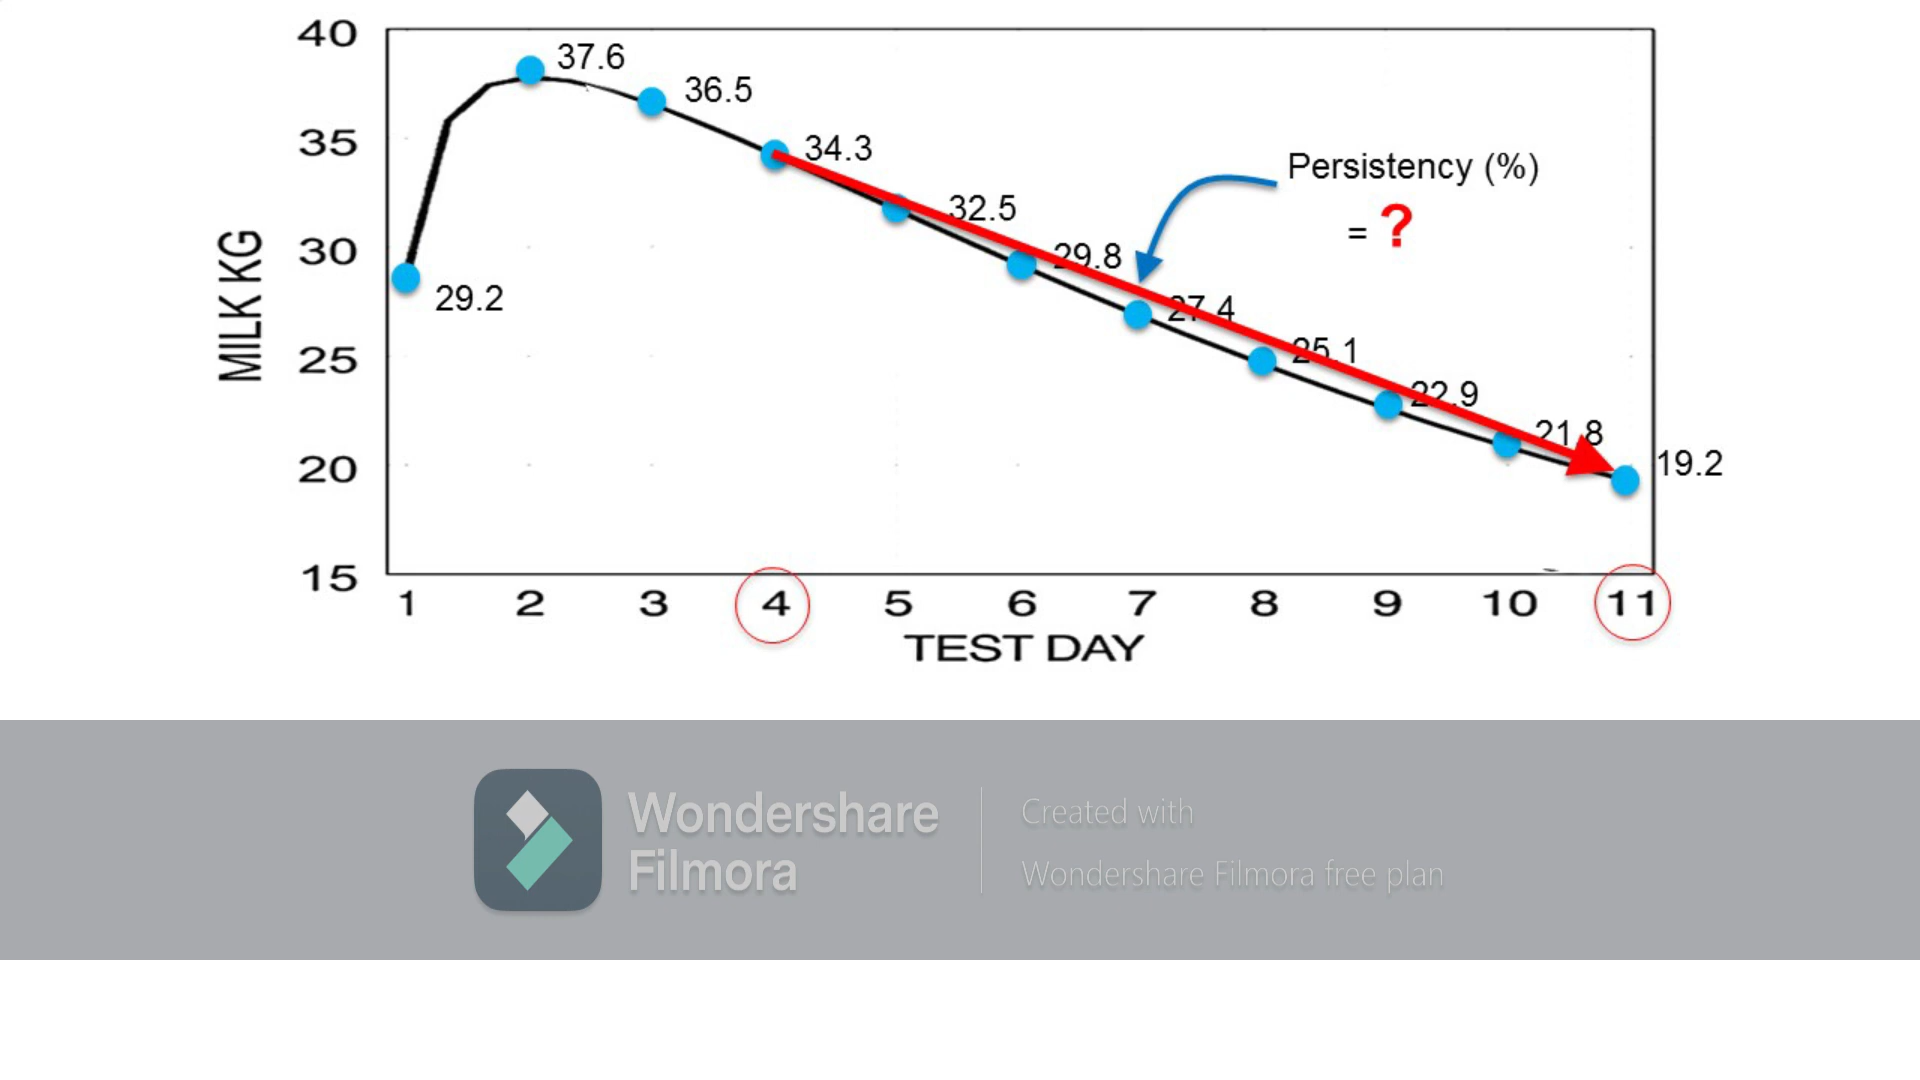 40
37.6
36.5
35
34.3
Persistency (%)
= ?
32.5
30
29.8
29.2
27.4
25.1
25
22.9
21.8
20
19.2
15
MILK KG
1 2 3 4 5 6 7 8 9 10 11
TEST DAY
Wondershare
Filmora
Created with
Wondershare Filmora free plan